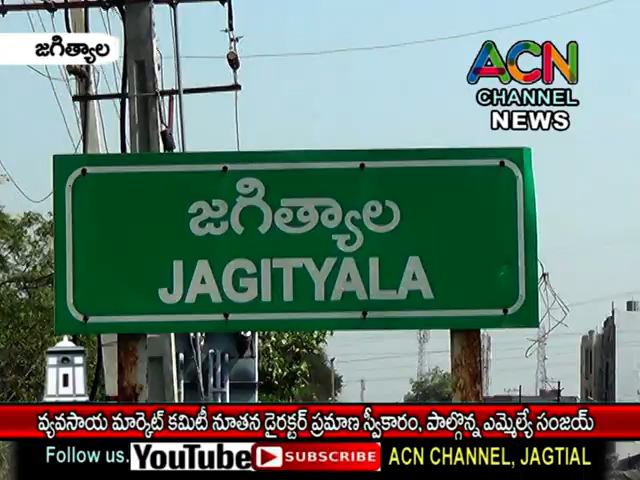 జగిత్యాల
ACN
CHANNEL
NEWS
జగిత్యాల
JAGITYALA
వ్యవసాయ మార్కెట్ కమిటీ నూతన డైరక్టర్ ప్రమాణ స్వీకారం, పాల్గొన్న ఎమ్మెల్యే సంజయ్
Follow us. YouTube SUBSCRIBE ACN CHANNEL, JAGTIAL